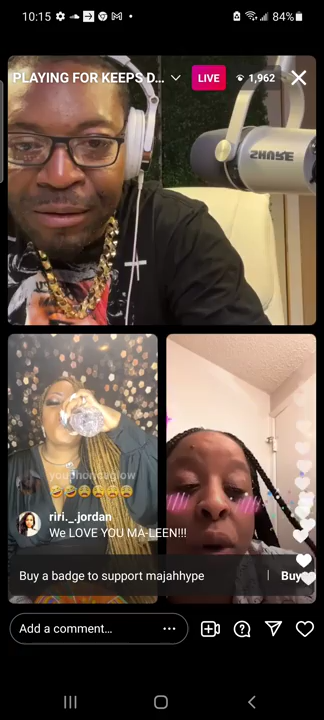 10:15
84%
PLAYING FOR KEEPS D...
LIVE
1,962
SHURE
youphoriaglow
🤣🤣😩😩😩😩
riri._.jordan
We LOVE YOU MA-LEEN!!!
Buy a badge to support majahhype
Buy
Add a comment...